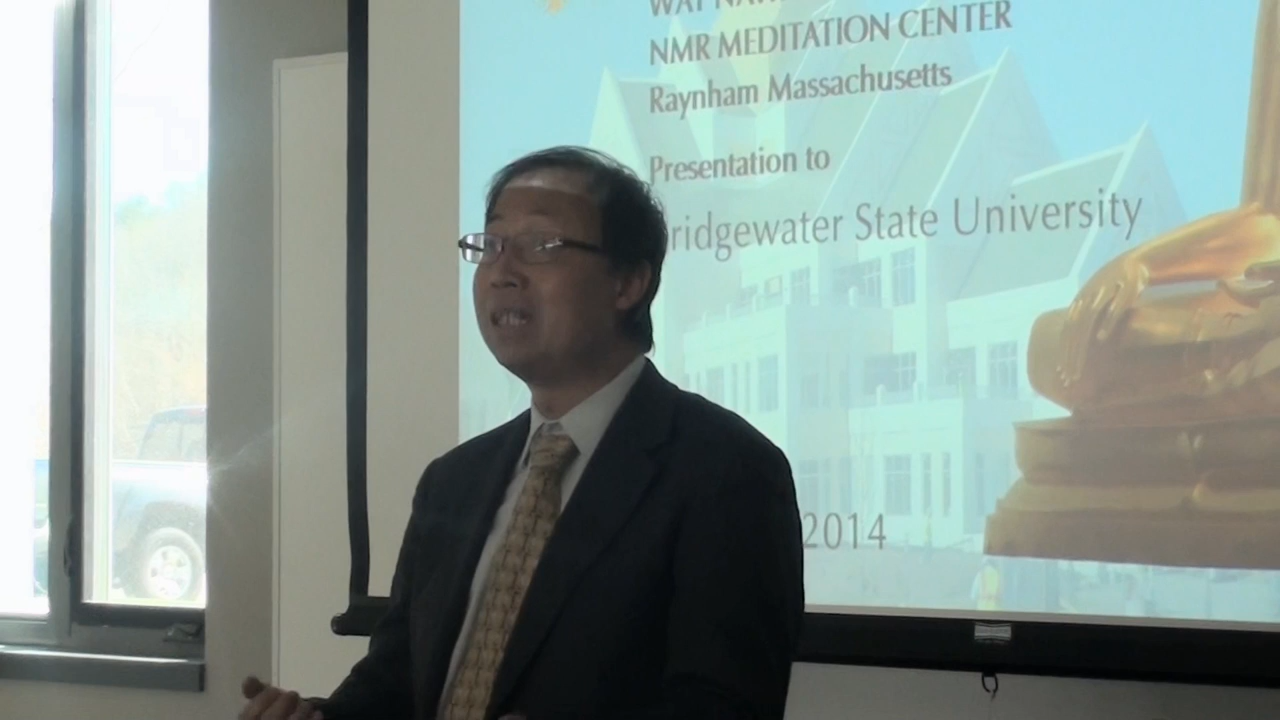 NMR MEDITATION CENTER
Raynham Massachusetts
Presentation to
ridgewater State University
2014